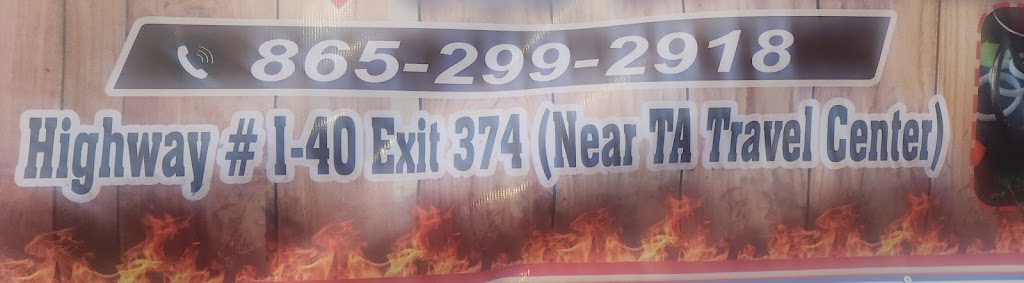 865-299-2918
Highway # I-40 Exit 374 (Near TA Travel Center)